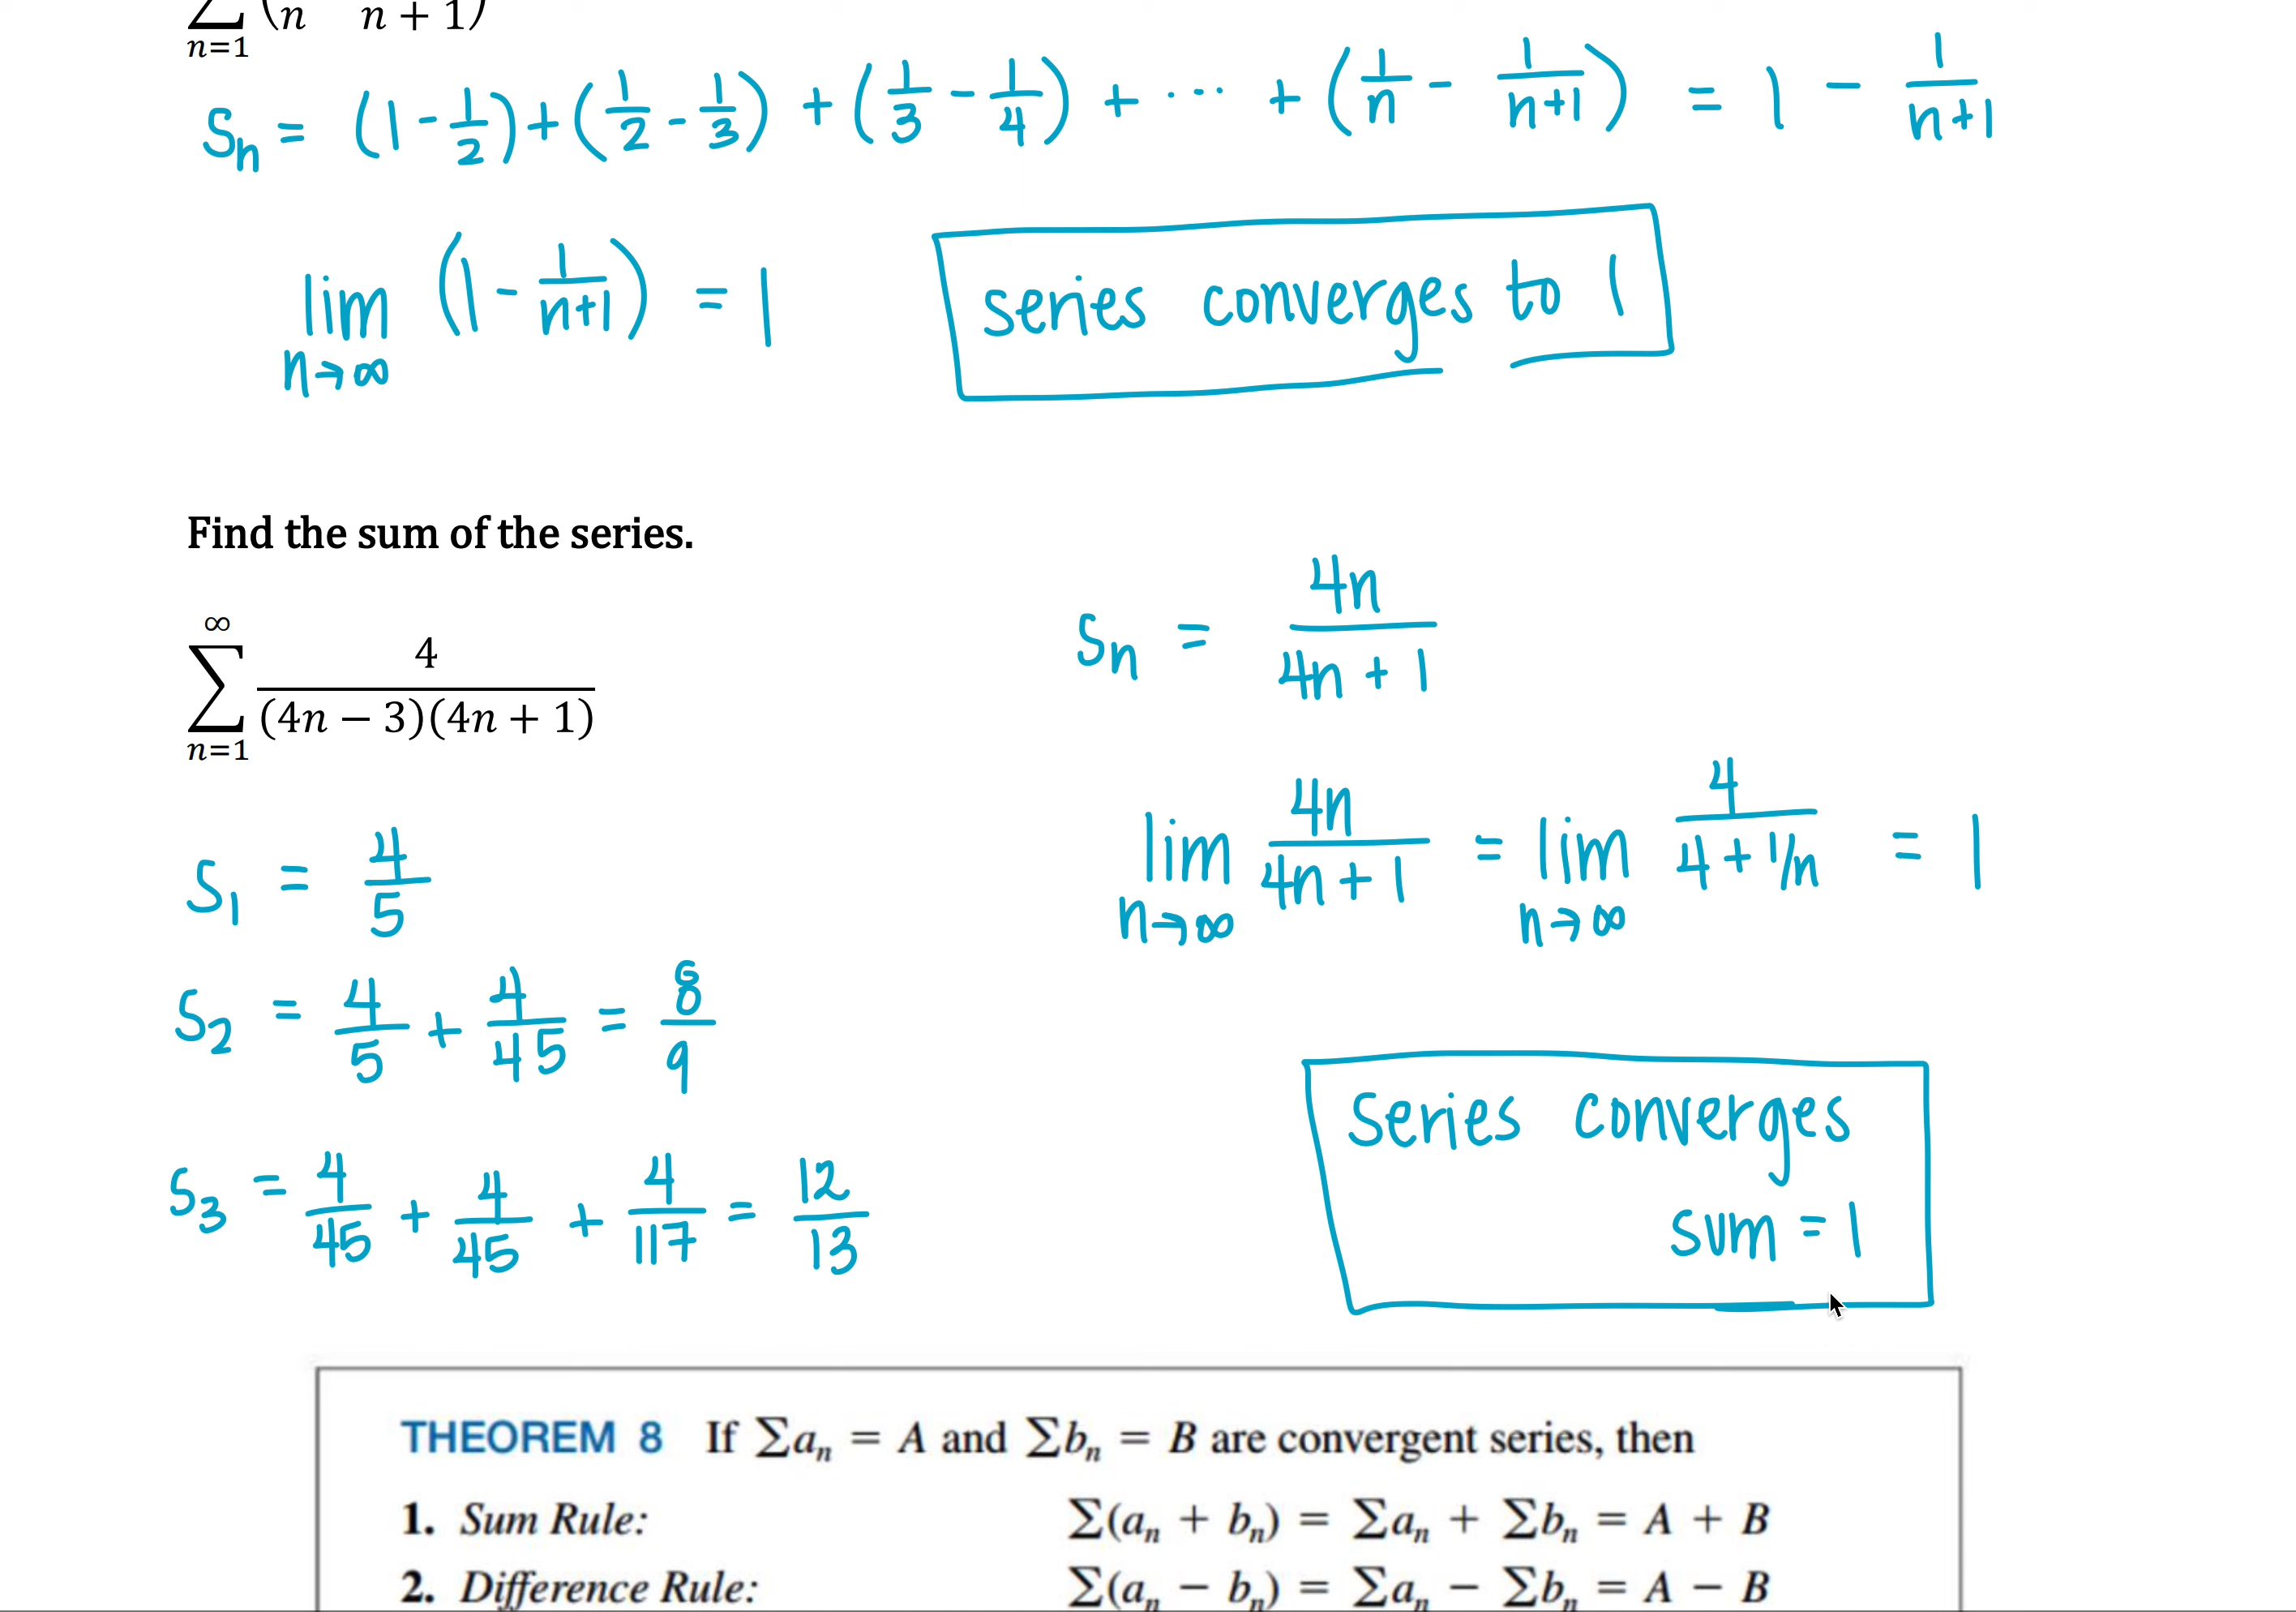 ∑ n=1 (n n + 1)
Sn = (1 - 1/2) + (1/2 - 1/3) + (1/3 - 1/4) + ... + (1/n - 1/(n+1)) = 1 - 1/(n+1)
lim n→∞ (1 - 1/(n+1)) = 1
series converges to 1
Find the sum of the series.
∑ n=1 ∞ 4/((4n − 3)(4n + 1))
Sn = 4n/(4n + 1)
lim n→∞ 4n/(4n + 1) = lim n→∞ 4/(4 + 1/n) = 1
S1 = 4/5
S2 = 4/5 + 4/45 = 8/9
S3 = 4/45 + 4/45 + 4/117 = 12/13
series converges
sum = 1
THEOREM 8 If ∑an = A and ∑bn = B are convergent series, then
1. Sum Rule: ∑(an + bn) = ∑an + ∑bn = A + B
2. Difference Rule: ∑(an − bn) = ∑an − ∑bn = A − B